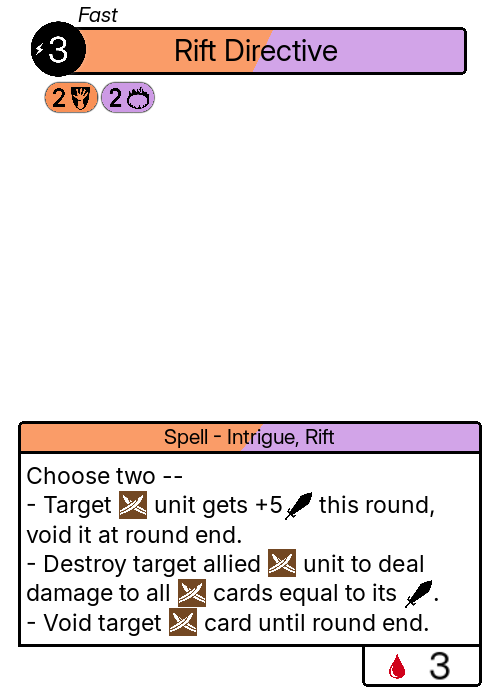 Fast
3
Rift Directive
2 2
Spell - Intrigue, Rift
Choose two --
- Target unit gets +5 this round,
void it at round end.
- Destroy target allied unit to deal
damage to all cards equal to its .
- Void target card until round end.
3